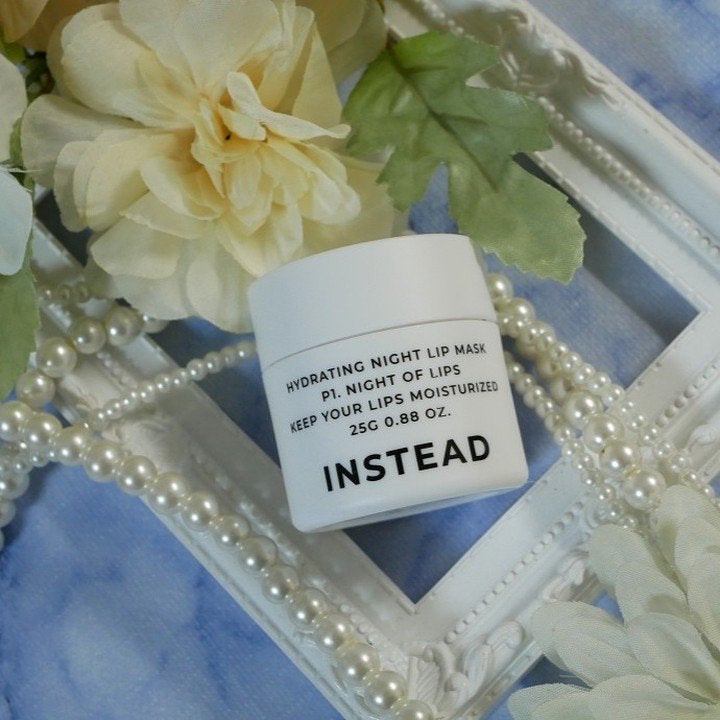 HYDRATING NIGHT LIP MASK
P1. NIGHT OF LIPS
KEEP YOUR LIPS MOISTURIZED
25G 0.88 OZ.
INSTEAD